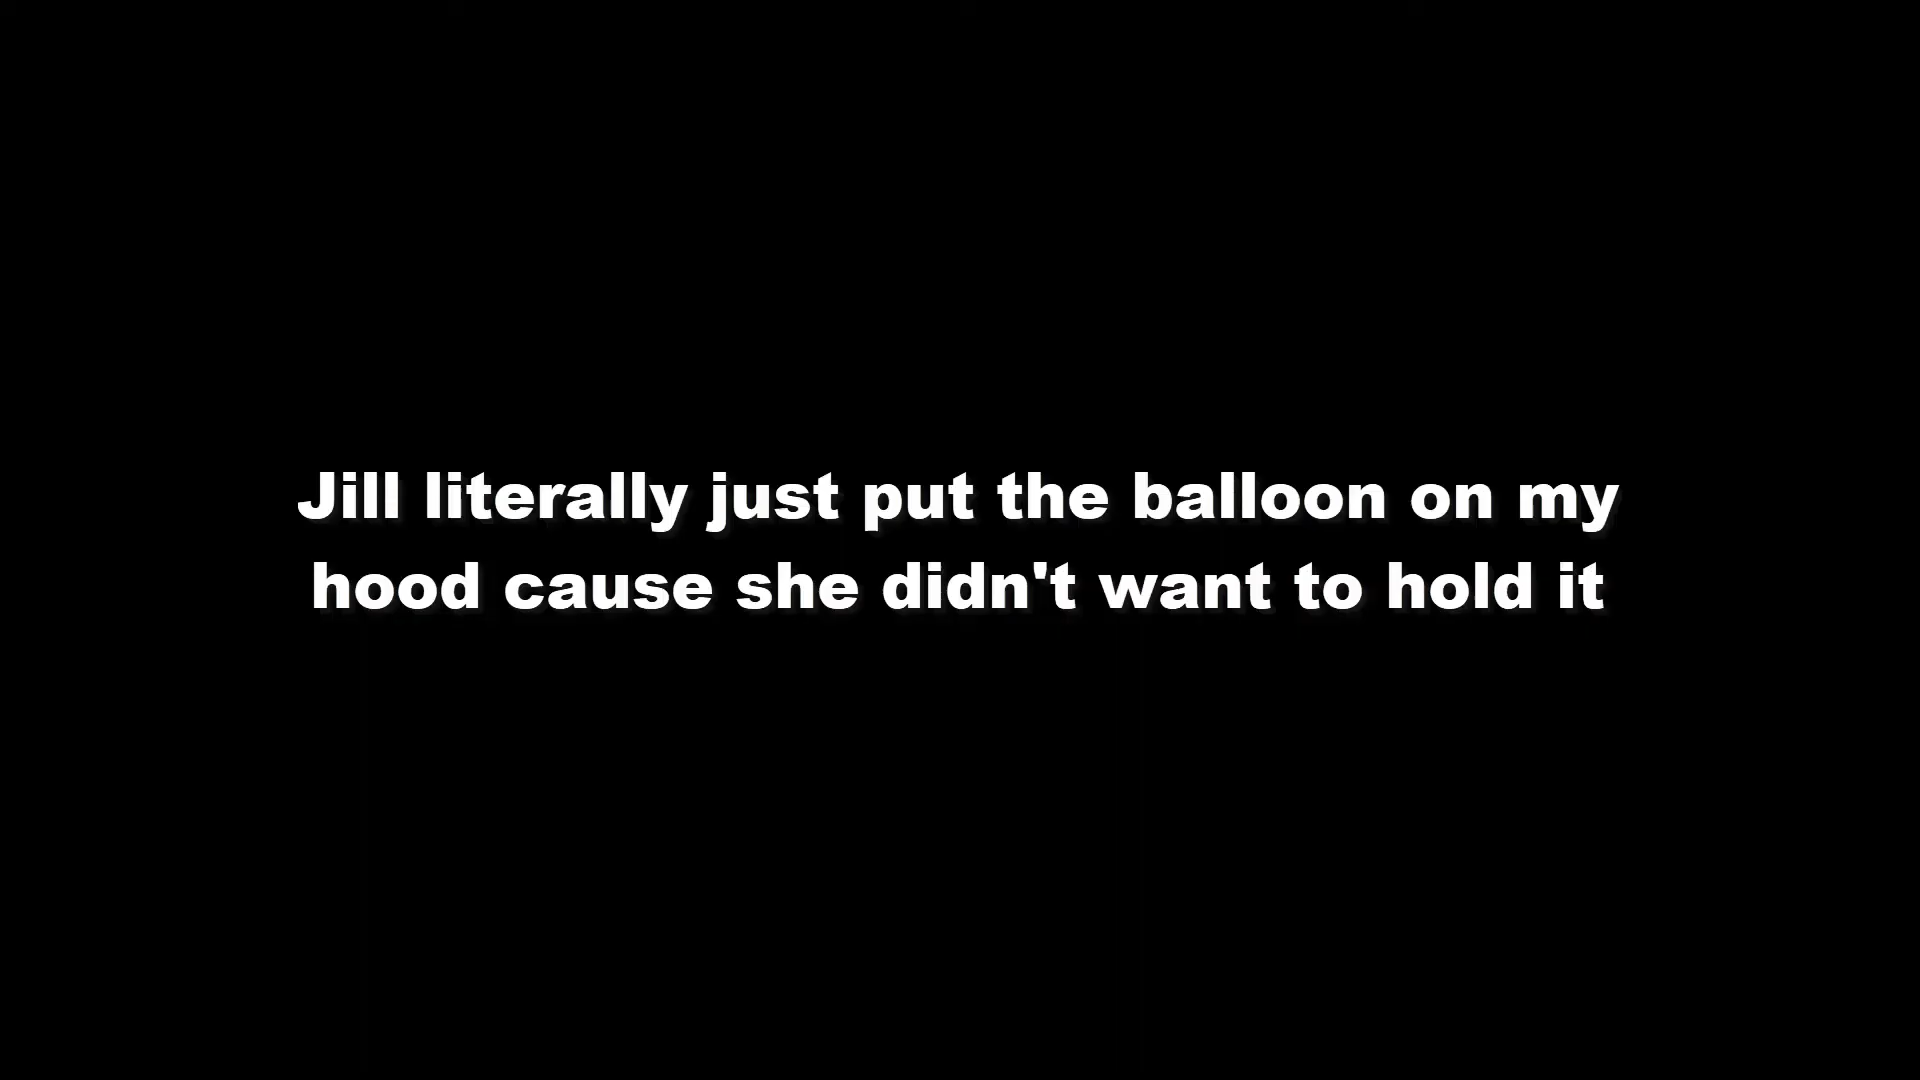 Jill literally just put the balloon on my
hood cause she didn't want to hold it